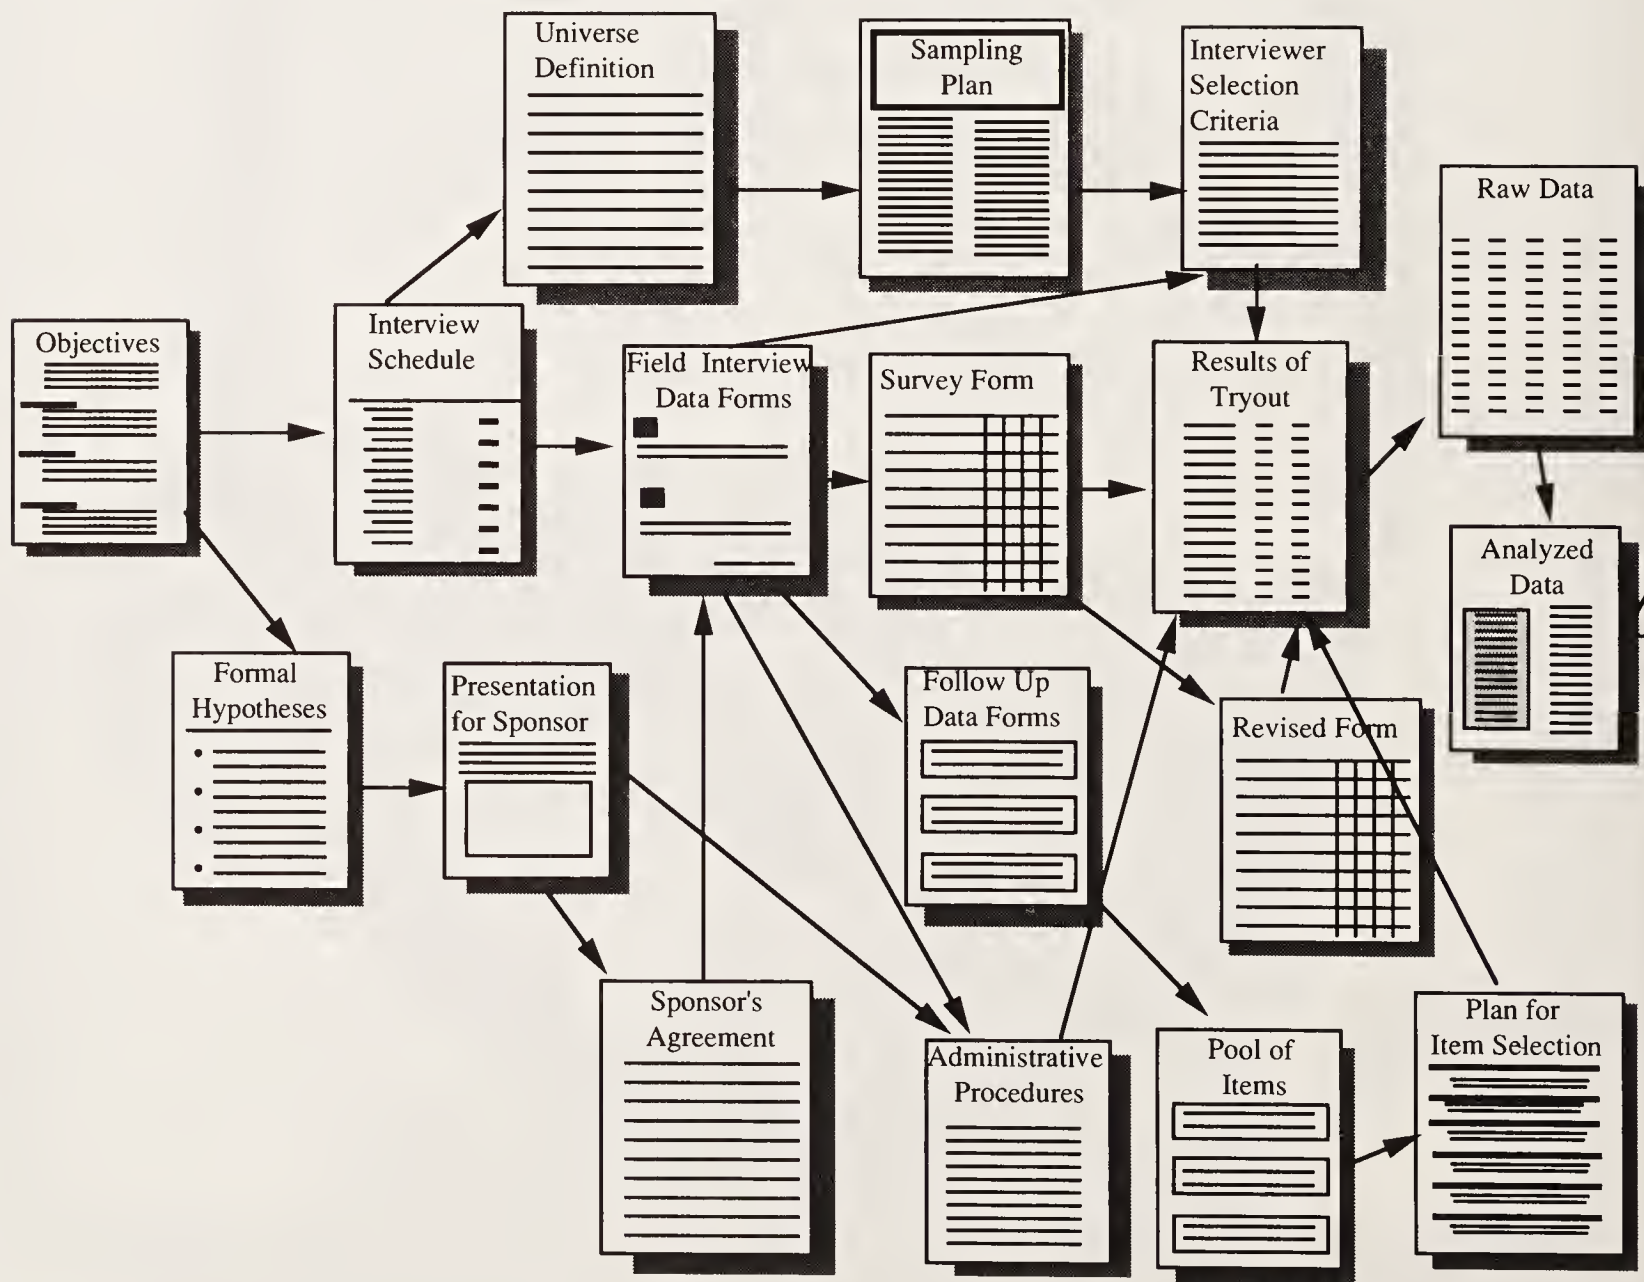 Universe
Definition
Sampling
Plan
Interviewer
Selection
Criteria
Raw Data
Objectives
Interview
Schedule
Field Interview
Data Forms
Survey Form
Results of
Tryout
Analyzed
Data
Formal
Hypotheses
Presentation
for Sponsor
Follow Up
Data Forms
Revised Form
Sponsor's
Agreement
Administrative
Procedures
Pool of
Items
Plan for
Item Selection